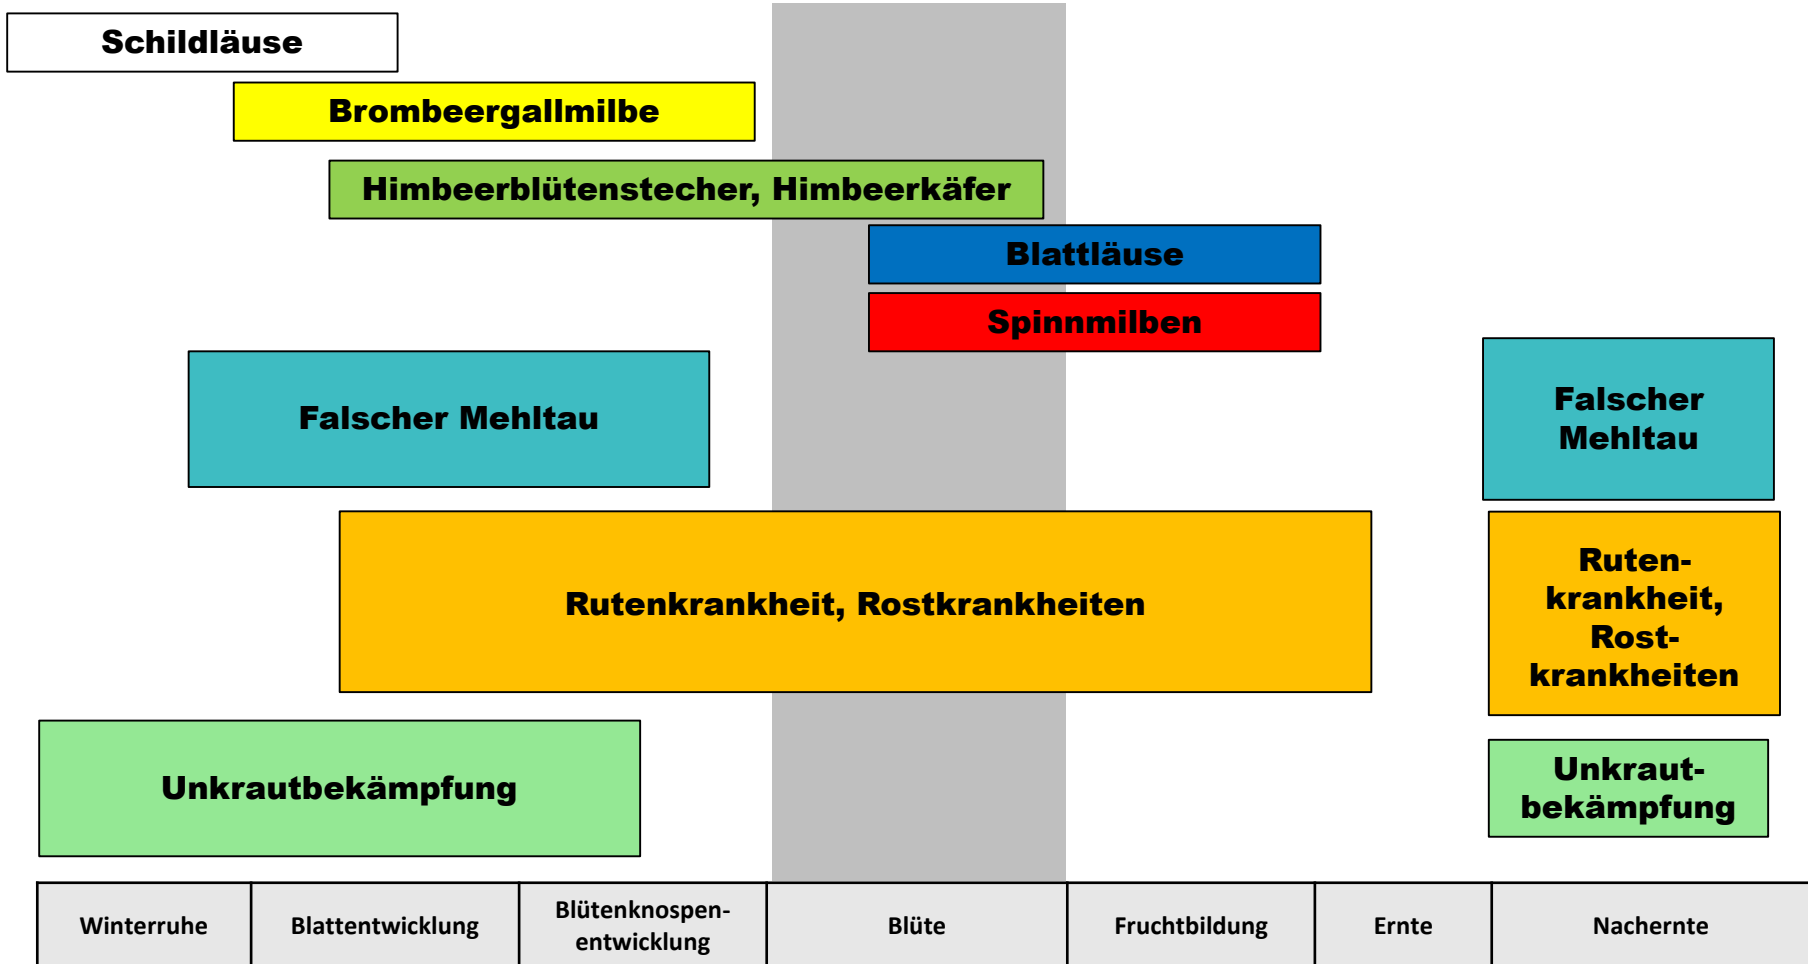 Schildläuse
Brombeergallmilbe
Himbeerblütenstecher, Himbeerkäfer
Blattläuse
Spinnmilben
Falscher Mehltau
Falscher
Mehltau
Rutenkrankheit, Rostkrankheiten
Ruten-
krankheit,
Rost-
krankheiten
Unkrautbekämpfung
Unkraut-
bekämpfung
Winterruhe
Blattentwicklung
Blütenknospen-
entwicklung
Blüte
Fruchtbildung
Ernte
Nachernte